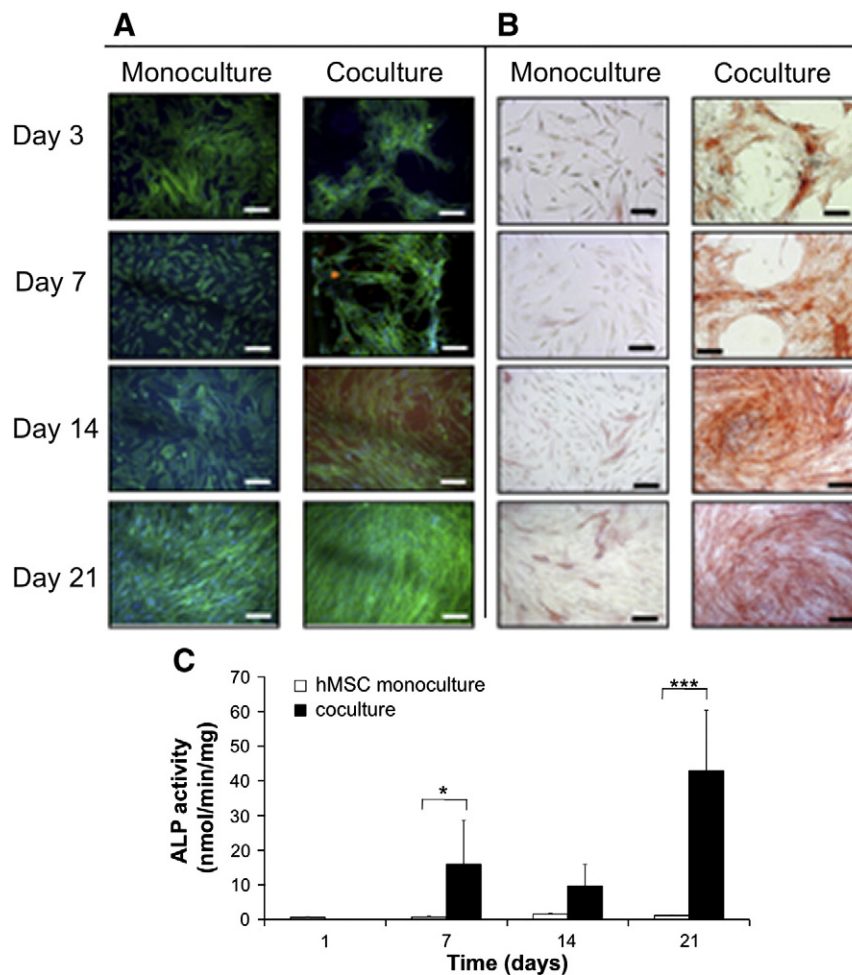 A B
Monoculture Coculture Monoculture Coculture
Day 3
Day 7
Day 14
Day 21
C
hMSC monoculture
coculture
ALP activity
(nmol/min/mg)
70
60
50
40
30
20
10
0
*
***
1 7 14 21
Time (days)